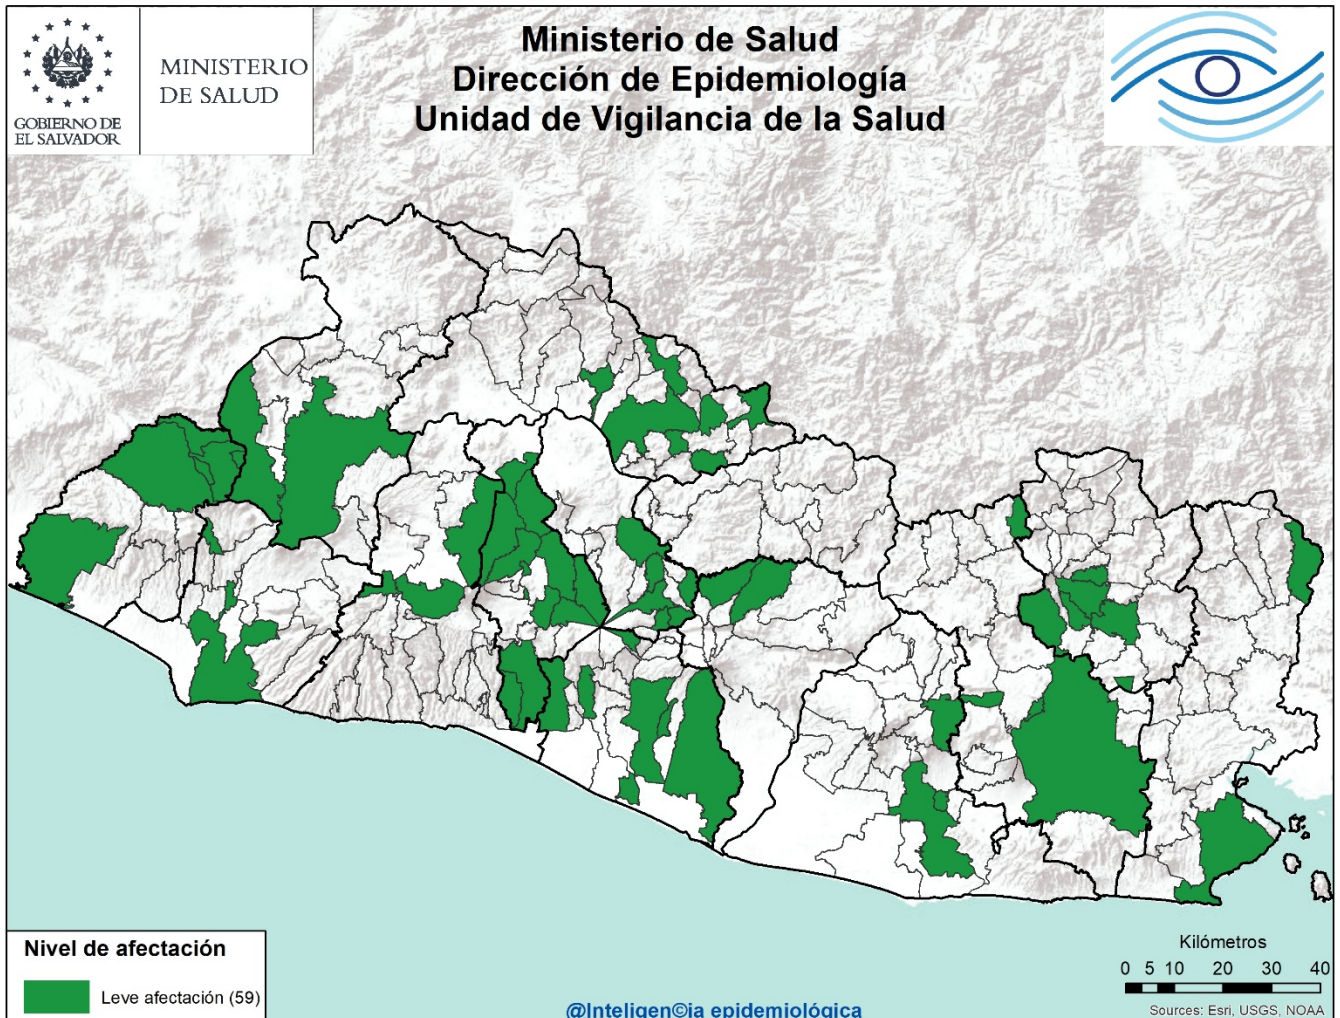 Ministerio de Salud
Dirección de Epidemiología
Unidad de Vigilancia de la Salud
MINISTERIO
DE SALUD
GOBIERNO DE
EL SALVADOR
Nivel de afectación
Leve afectación (59)
@Inteligen©ia epidemiológica
Kilómetros
0 5 10 20 30 40
Sources: Esri, USGS, NOAA